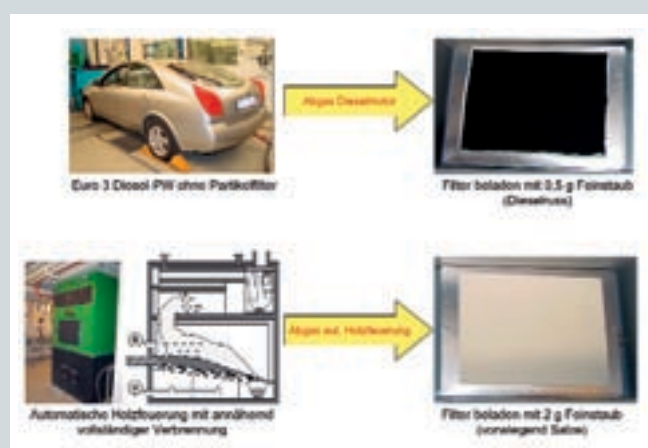 Abgas Dieselmotor
Euro 3 Diesel-PW ohne Partikelfilter
Filter beladen mit 3,5 g Feinstaub
(Dieselruss)
Abgas aut. Holzfeuerung
Automatische Holzfeuerung mit annähernd
vollständiger Verbrennung
Filter beladen mit 2 g Feinstaub
(vorwiegend Salze)